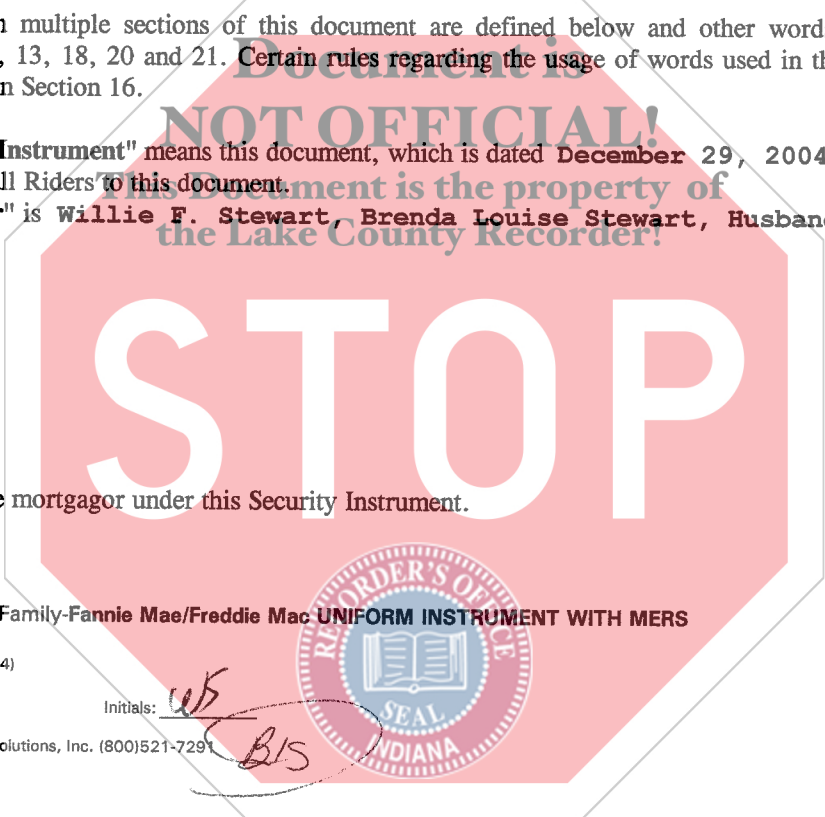 multiple sections of this document are defined below and other word
, 13, 18, 20 and 21. Certain rules regarding the usage of words used in th
n Section 16.
Document is
NOT OFFICIAL!
This Document is the property of
the Lake County Recorder!
Instrument" means this document, which is dated December 29, 2004
ll Riders to this document.
" is Willie F. Stewart, Brenda Louise Stewart, Husban
STOP
e mortgagor under this Security Instrument.
Family-Fannie Mae/Freddie Mac UNIFORM INSTRUMENT WITH MERS
4)
Initials: WS
olutions, Inc. (800)521-7291
BLS
RECORDER'S OFFICE
SEAL
INDIANA